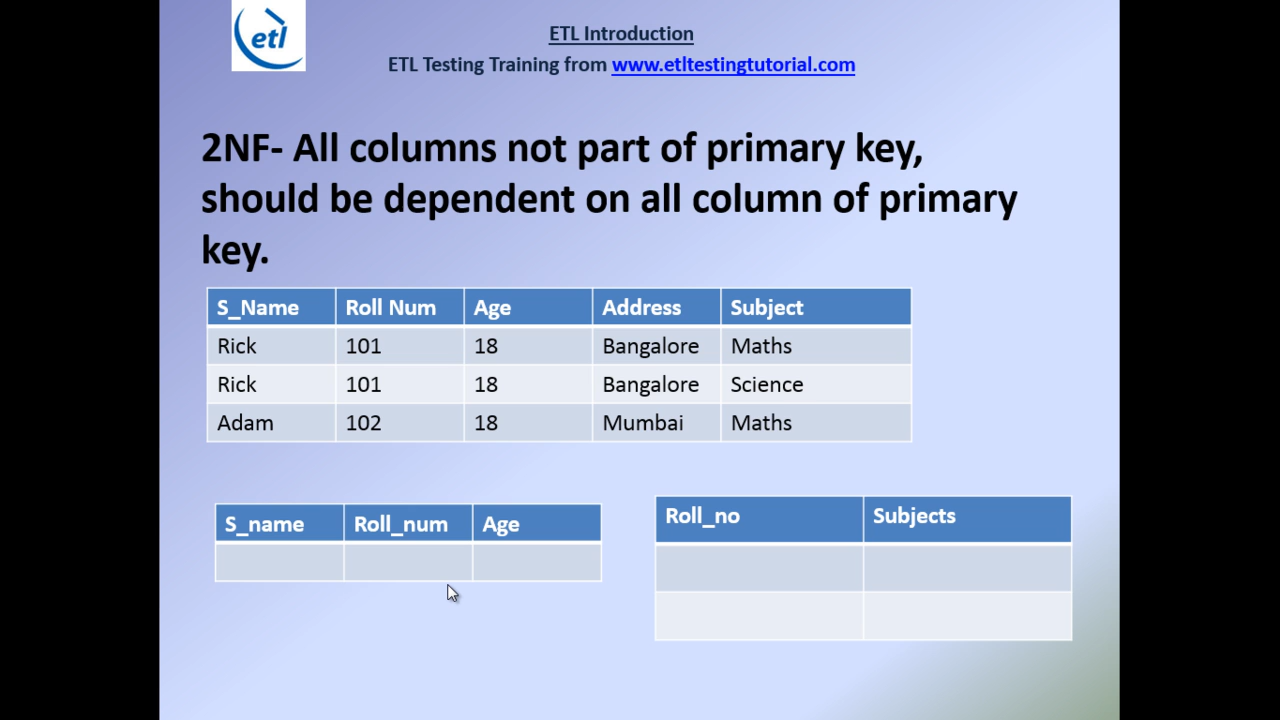 etl
ETL Introduction
ETL Testing Training from www.etltestingtutorial.com
2NF- All columns not part of primary key,
should be dependent on all column of primary
key.
S_Name Roll Num Age Address Subject
Rick 101 18 Bangalore Maths
Rick 101 18 Bangalore Science
Adam 102 18 Mumbai Maths
S_name Roll_num Age
Roll_no Subjects